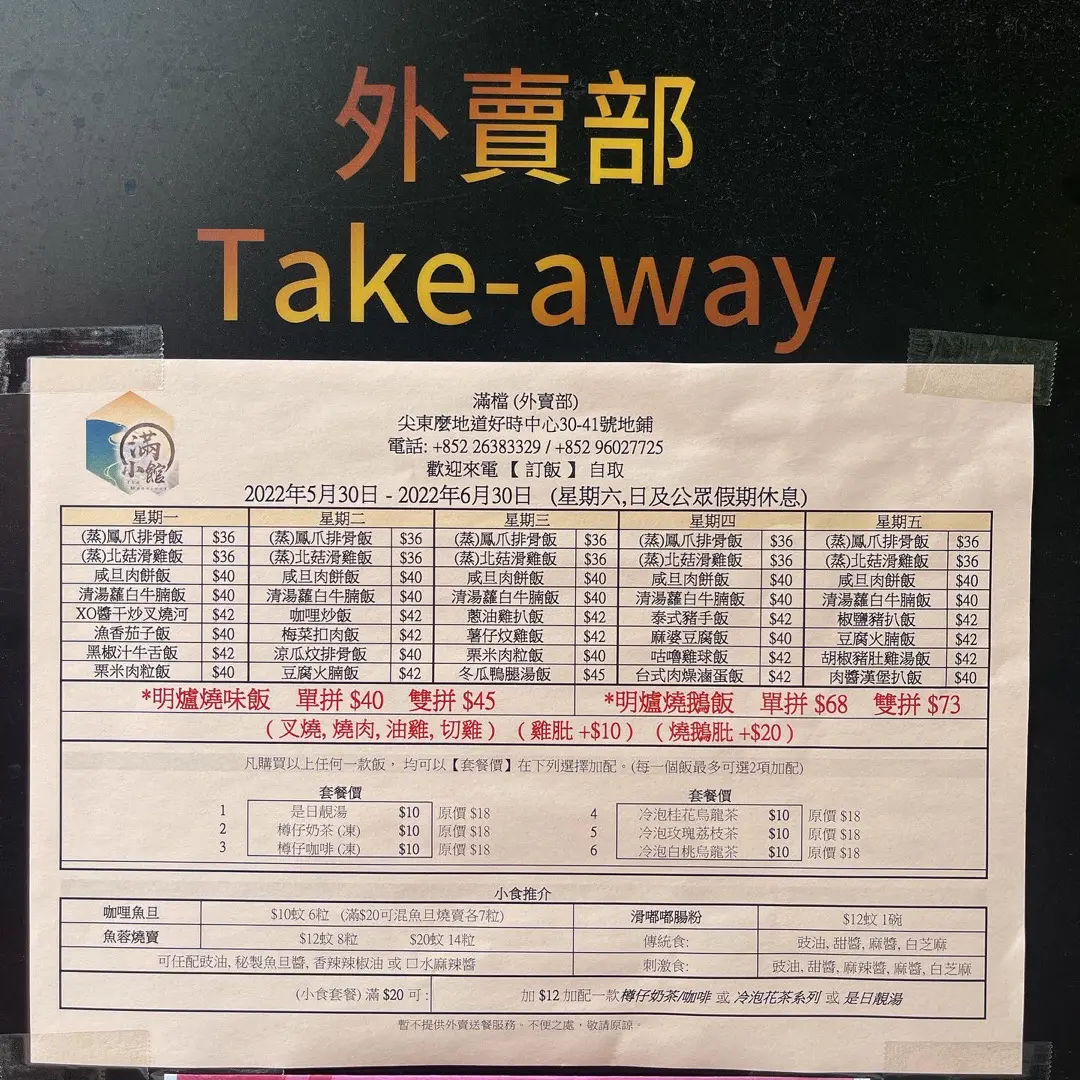 外賣部
Take-away
滿小館
滿檔 (外賣部)
尖東麼地道好時中心30-41號地鋪
電話: +852 26383329 / +852 96027725
歡迎來電【訂飯】自取
2022年5月30日 - 2022年6月30日 (星期六,日及公眾假期休息)
星期一 星期二 星期三 星期四 星期五
(蒸)鳳爪排骨飯 $36 (蒸)鳳爪排骨飯 $36 (蒸)鳳爪排骨飯 $36 (蒸)鳳爪排骨飯 $36 (蒸)鳳爪排骨飯 $36
(蒸)北菇滑雞飯 $36 (蒸)北菇滑雞飯 $36 (蒸)北菇滑雞飯 $36 (蒸)北菇滑雞飯 $36 (蒸)北菇滑雞飯 $36
咸旦肉餅飯 $40 咸旦肉餅飯 $40 咸旦肉餅飯 $40 咸旦肉餅飯 $40 咸旦肉餅飯 $40
清湯蘿白牛腩飯 $40 清湯蘿白牛腩飯 $40 清湯蘿白牛腩飯 $40 清湯蘿白牛腩飯 $40 清湯蘿白牛腩飯 $40
XO醬干炒叉燒河 $42 咖哩炒飯 $42 蔥油雞扒飯 $42 泰式豬手飯 $42 椒鹽豬扒飯 $42
漁香茄子飯 $40 梅菜扣肉飯 $42 薯仔炆雞飯 $42 麻婆豆腐飯 $40 豆腐火腩飯 $42
黑椒汁牛舌飯 $42 涼瓜炆排骨飯 $40 栗米肉粒飯 $40 咕嚕雞球飯 $42 胡椒豬肚雞湯飯 $42
栗米肉粒飯 $40 豆腐火腩飯 $42 冬瓜鴨腿湯飯 $45 台式肉燥滷蛋飯 $42 肉醬漢堡扒飯 $40
*明爐燒味飯 單拼 $40 雙拼 $45 *明爐燒鵝飯 單拼 $68 雙拼 $73
( 叉燒, 燒肉, 油雞, 切雞 ) ( 雞肶 +$10 ) ( 燒鵝肶 +$20 )
凡購買以上任何一款飯， 均可以【套餐價】在下列選擇加配。(每一個飯最多可選2項加配)
套餐價 套餐價
1 是日靚湯 $10 原價 $18 4 冷泡桂花烏龍茶 $10 原價 $18
2 樽仔奶茶 (凍) $10 原價 $18 5 冷泡玫瑰荔枝茶 $10 原價 $18
3 樽仔咖啡 (凍) $10 原價 $18 6 冷泡白桃烏龍茶 $10 原價 $18
小食推介
咖哩魚旦 $10蚊 6粒 (滿$20可混魚旦燒賣各7粒) 滑嘟嘟腸粉 $12蚊 1碗
魚蓉燒賣 $12蚊 8粒 $20蚊 14粒 傳統食: 豉油, 甜醬, 麻醬, 白芝麻
可任配豉油, 秘製魚旦醬, 香辣辣椒油 或 口水麻辣醬 刺激食: 豉油, 甜醬, 麻辣醬, 麻醬, 白芝麻
(小食套餐) 滿 $20 可 : 加 $12 加配一款樽仔奶茶/咖啡 或 冷泡花茶系列 或 是日靚湯
暫不提供外賣送餐服務。不便之處，敬請原諒。